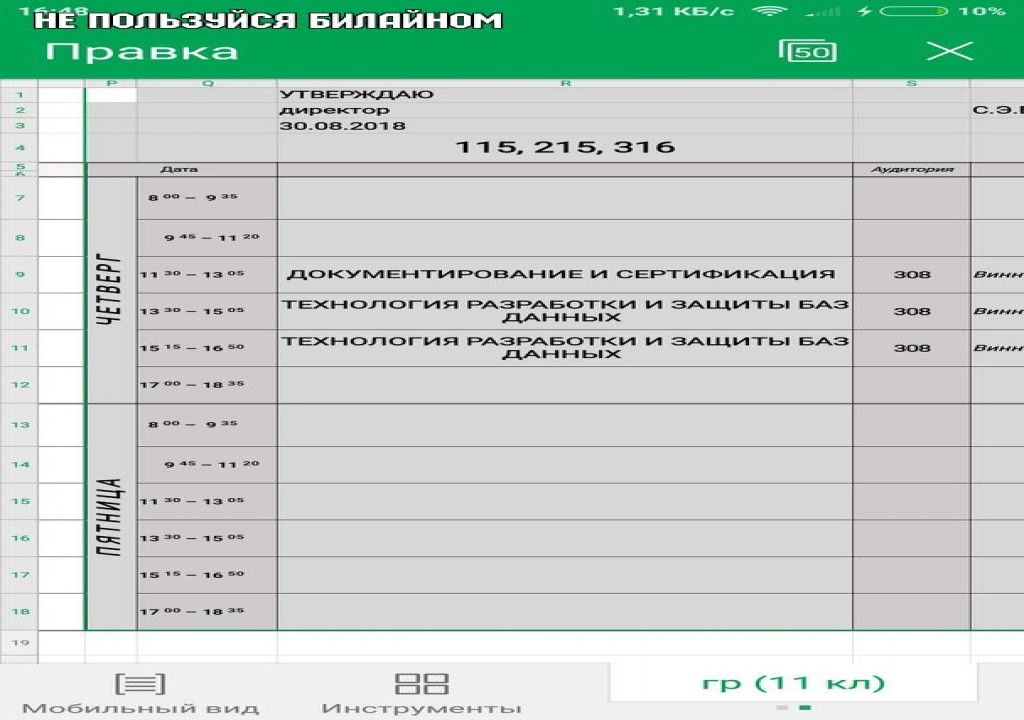 16:48
НЕ ПОЛЬЗУЙСЯ БИЛАЙНОМ
1,31 КБ/с
10%
Правка
50
P Q R S
1 УТВЕРЖДАЮ
2 директор С.Э.
3 30.08.2018
4 115, 215, 316
5 Дата Аудитория
6
ЧЕТВЕРГ
7 8 00 – 9 35
8 9 45 – 11 20
9 11 30 – 13 05 ДОКУМЕНТИРОВАНИЕ И СЕРТИФИКАЦИЯ 308 Винн
10 13 30 – 15 05 ТЕХНОЛОГИЯ РАЗРАБОТКИ И ЗАЩИТЫ БАЗ
ДАННЫХ 308 Винн
11 15 15 – 16 50 ТЕХНОЛОГИЯ РАЗРАБОТКИ И ЗАЩИТЫ БАЗ
ДАННЫХ 308 Винн
12 17 00 – 18 35
ПЯТНИЦА
13 8 00 – 9 35
14 9 45 – 11 20
15 11 30 – 13 05
16 13 30 – 15 05
17 15 15 – 16 50
18 17 00 – 18 35
19
Мобильный вид
Инструменты
гр (11 кл)